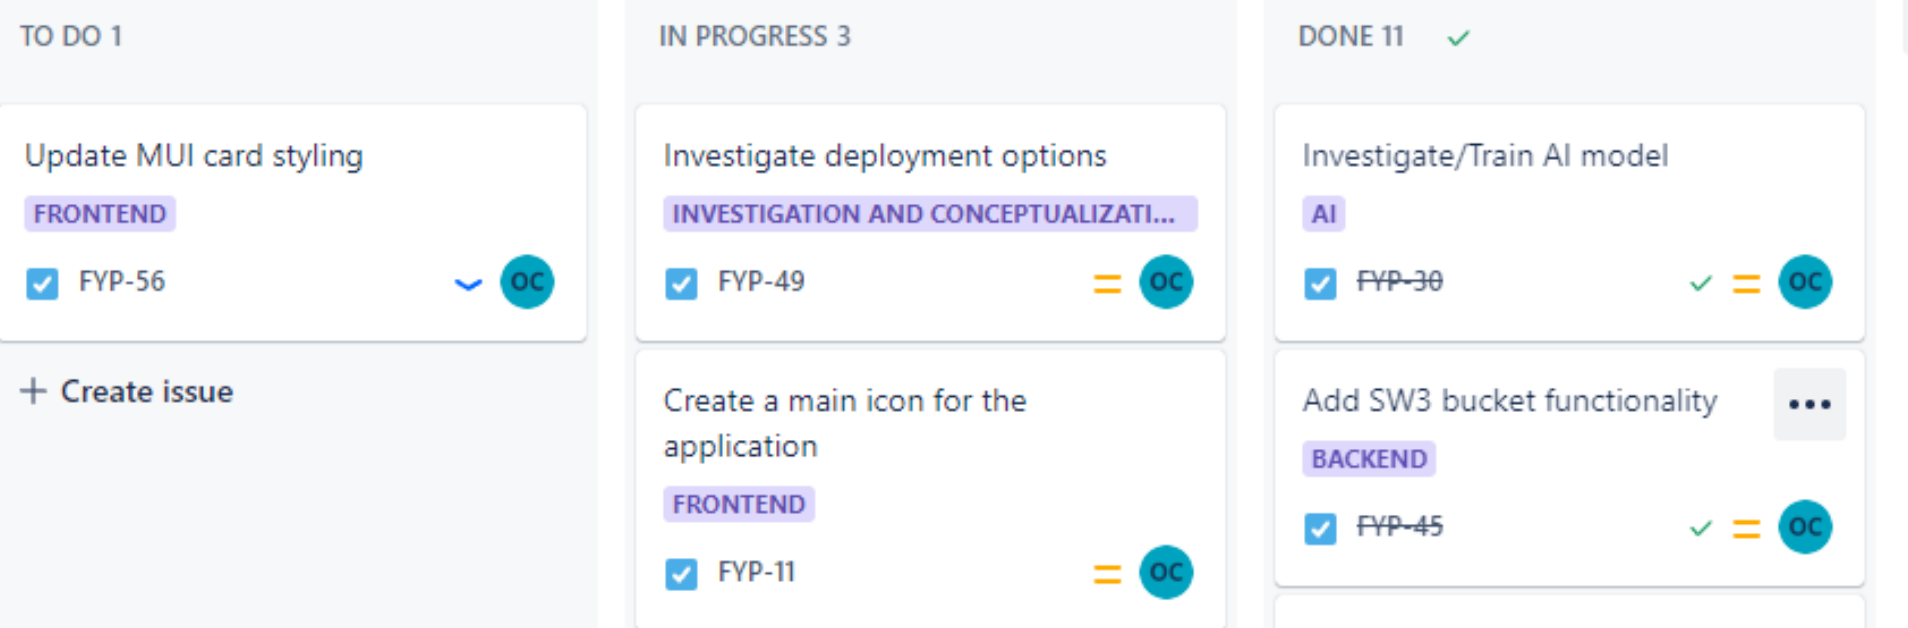 TO DO 1
Update MUI card styling
FRONTEND
FYP-56
OC
+ Create issue
IN PROGRESS 3
Investigate deployment options
INVESTIGATION AND CONCEPTUALIZATI...
FYP-49
OC
Create a main icon for the
application
FRONTEND
FYP-11
OC
DONE 11
Investigate/Train AI model
AI
FYP-30
OC
Add SW3 bucket functionality
BACKEND
FYP-45
OC